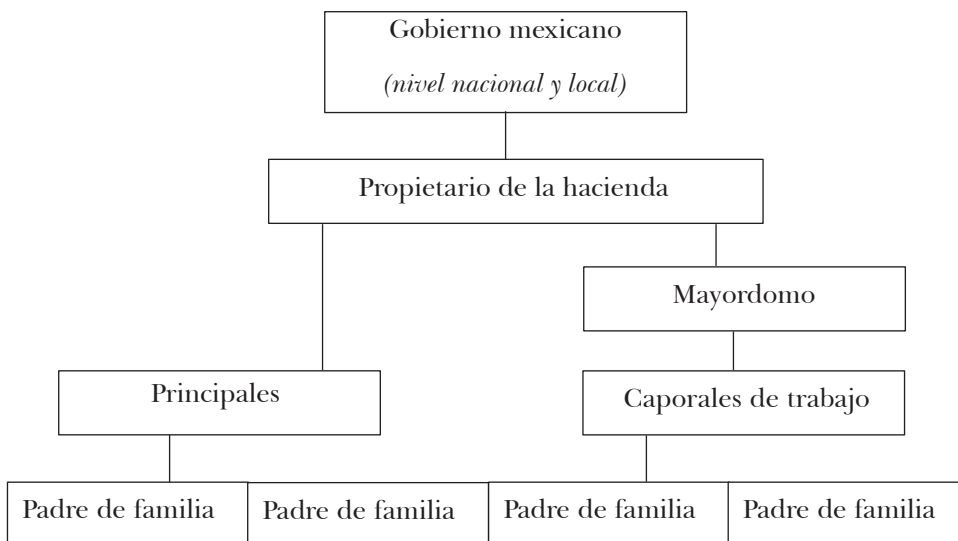 Gobierno mexicano
(nivel nacional y local)
Propietario de la hacienda
Mayordomo
Principales
Caporales de trabajo
Padre de familia
Padre de familia
Padre de familia
Padre de familia